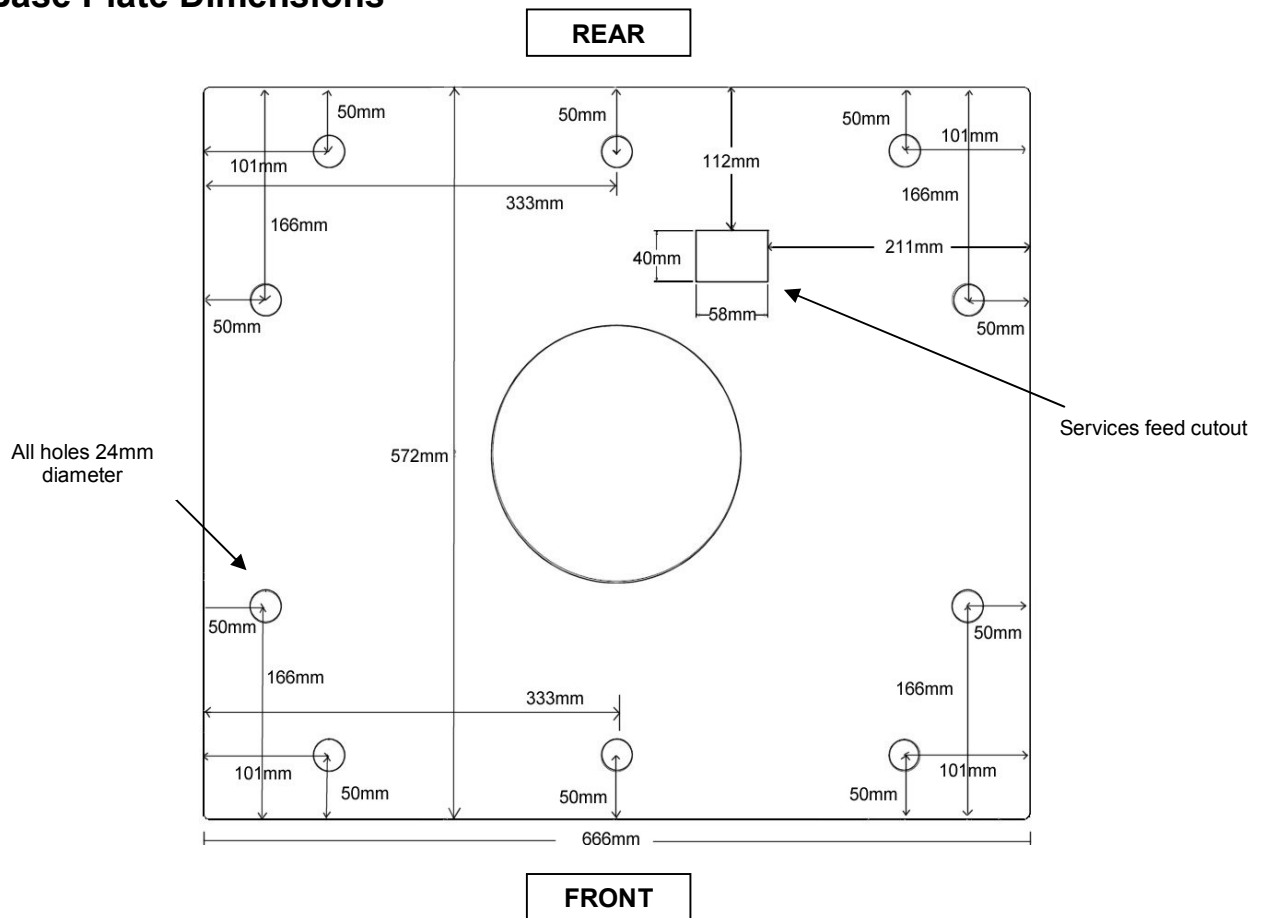 Base Plate Dimensions
REAR
50mm
50mm
50mm
101mm
101mm
112mm
333mm
166mm
166mm
211mm
40mm
58mm
50mm
50mm
Services feed cutout
All holes 24mm
diameter
572mm
50mm
50mm
166mm
166mm
333mm
101mm
101mm
50mm
50mm
50mm
666mm
FRONT